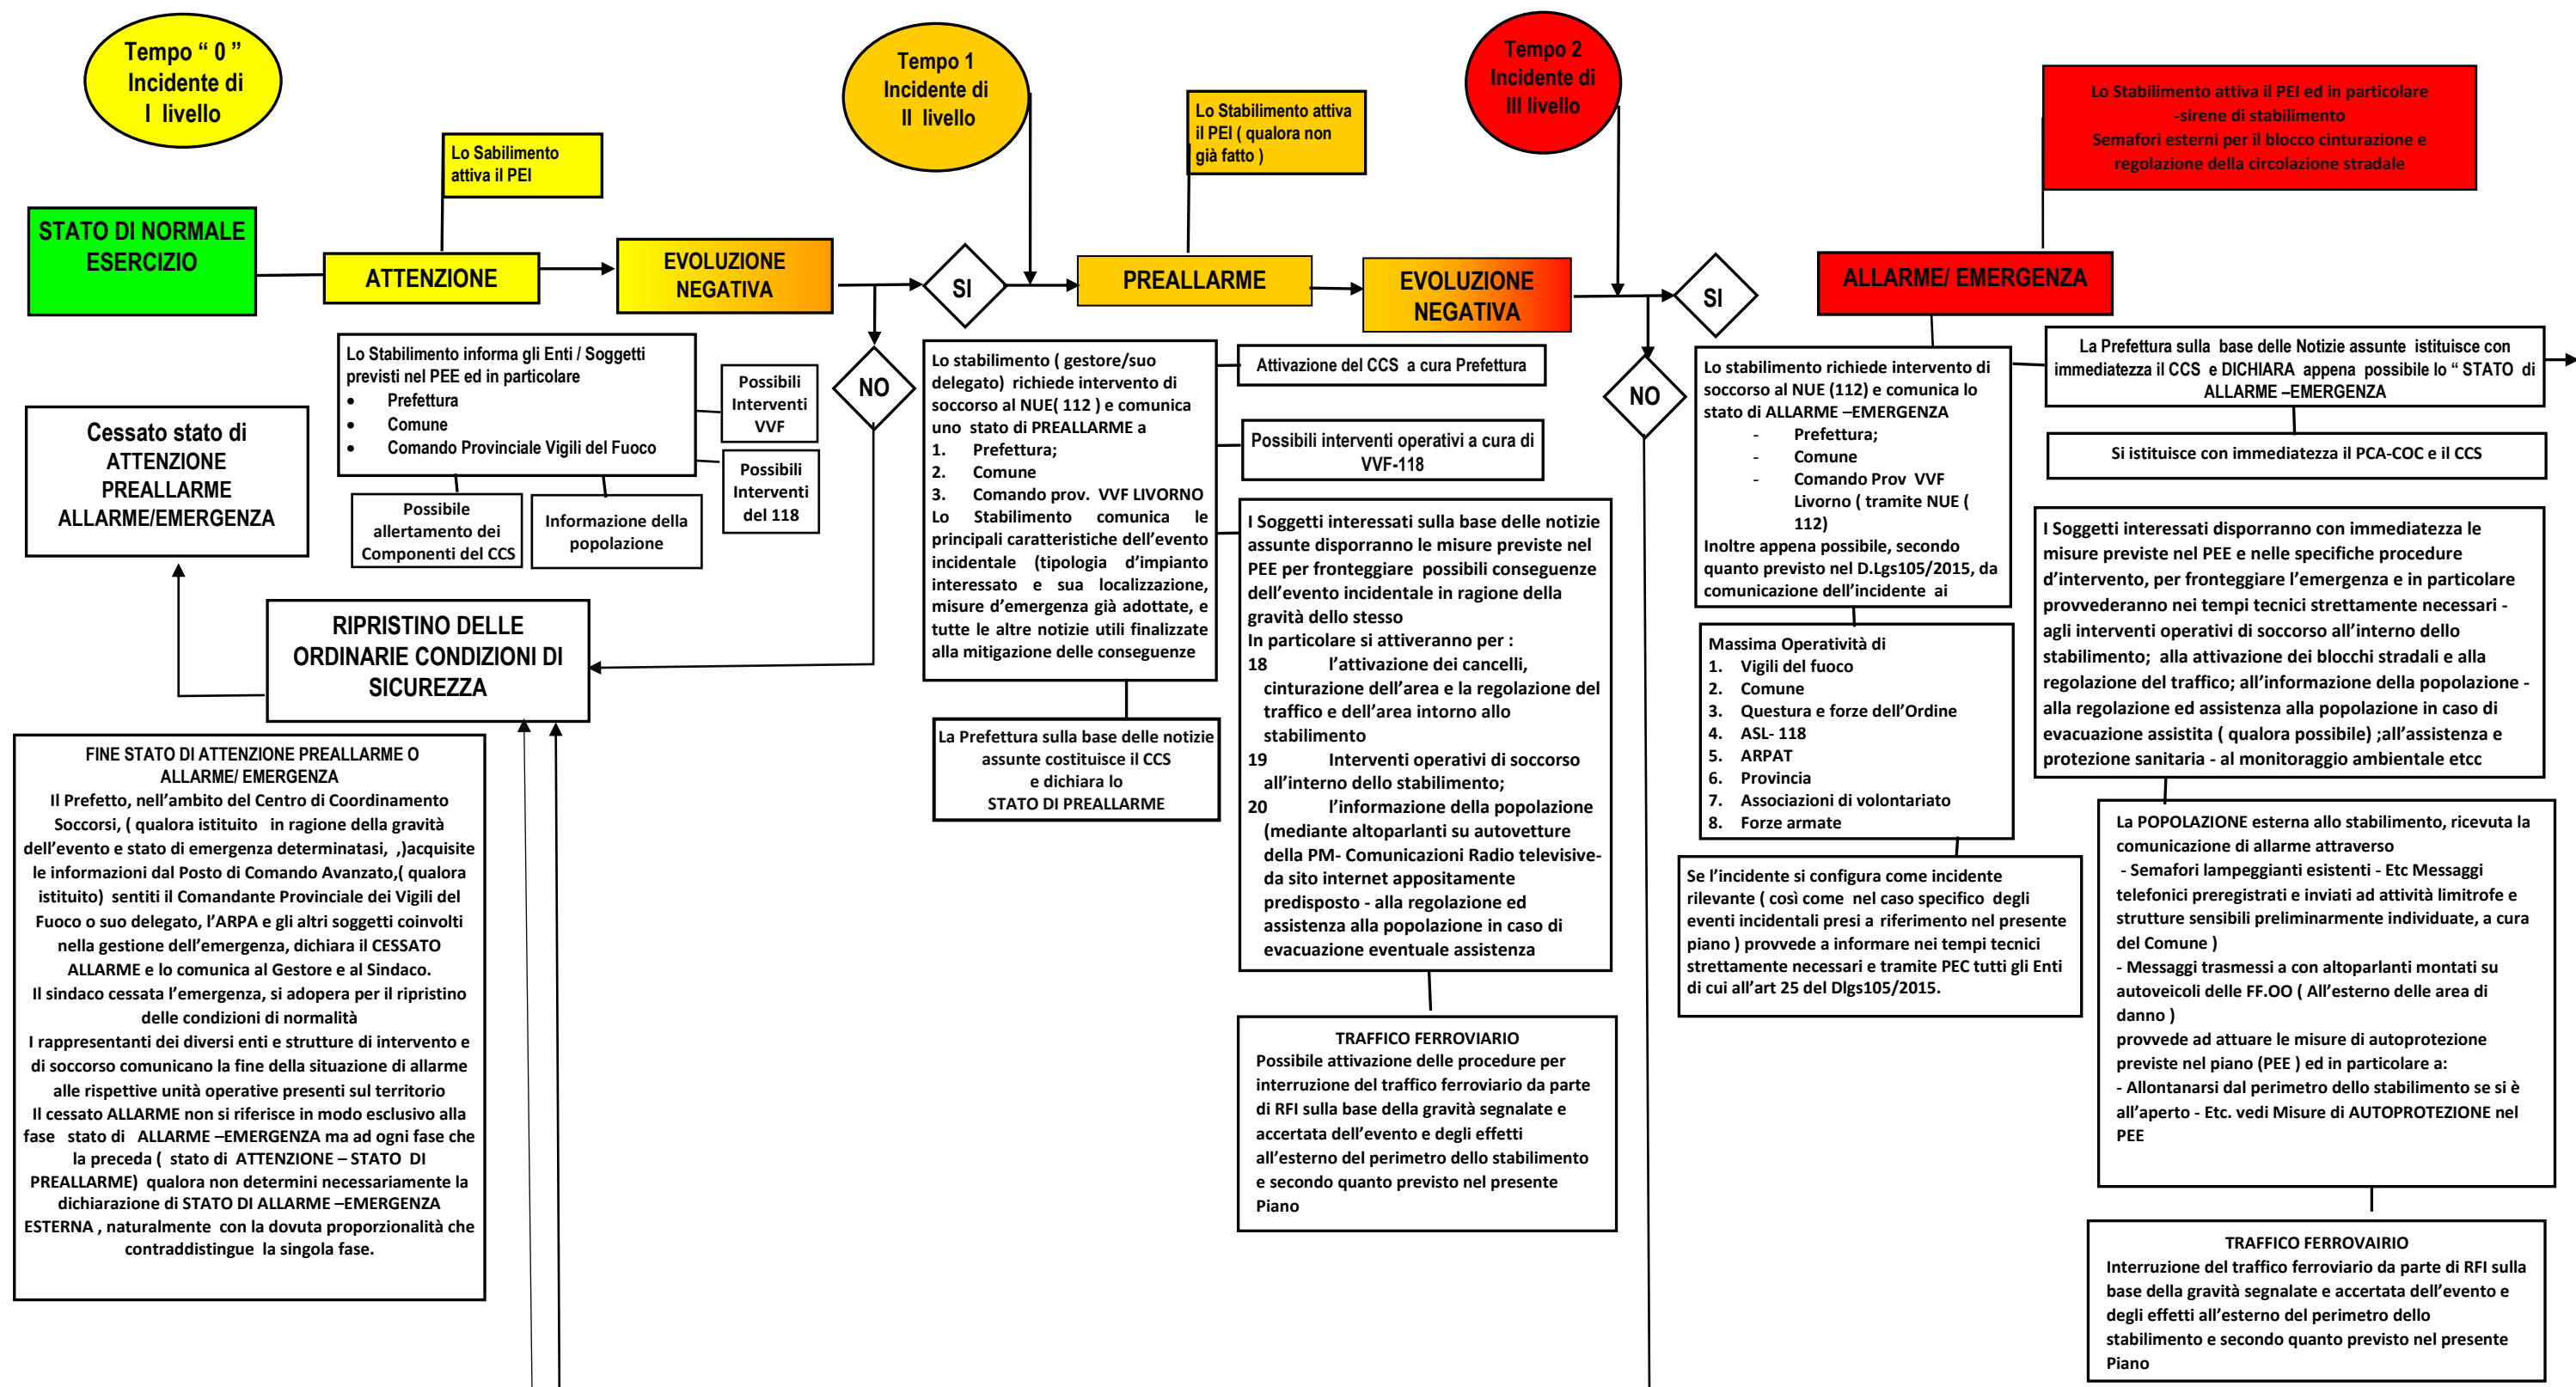 Tempo “ 0 ”
Incidente di
I livello
Tempo 1
Incidente di
II livello
Tempo 2
Incidente di
III livello
Lo Sabilimento
attiva il PEI
Lo Stabilimento attiva
il PEI ( qualora non
già fatto )
Lo Stabilimento attiva il PEI ed in particolare
-sirene di stabilimento
Semafori esterni per il blocco cinturazione e
regolazione della circolazione stradale
STATO DI NORMALE
ESERCIZIO
ATTENZIONE
EVOLUZIONE
NEGATIVA
SI
PREALLARME
EVOLUZIONE
NEGATIVA
SI
ALLARME/ EMERGENZA
NO
NO
Lo Stabilimento informa gli Enti / Soggetti
previsti nel PEE ed in particolare
• Prefettura
• Comune
• Comando Provinciale Vigili del Fuoco
Possibili
Interventi
VVF
Possibili
Interventi
del 118
Possibile
allertamento dei
Componenti del CCS
Informazione della
popolazione
Cessato stato di
ATTENZIONE
PREALLARME
ALLARME/EMERGENZA
RIPRISTINO DELLE
ORDINARIE CONDIZIONI DI
SICUREZZA
FINE STATO DI ATTENZIONE PREALLARME O
ALLARME/ EMERGENZA
Il Prefetto, nell’ambito del Centro di Coordinamento
Soccorsi, ( qualora istituito in ragione della gravità
dell’evento e stato di emergenza determinatasi, ,)acquisite
le informazioni dal Posto di Comando Avanzato,( qualora
istituito) sentiti il Comandante Provinciale dei Vigili del
Fuoco o suo delegato, l’ARPA e gli altri soggetti coinvolti
nella gestione dell’emergenza, dichiara il CESSATO
ALLARME e lo comunica al Gestore e al Sindaco.
Il sindaco cessata l’emergenza, si adopera per il ripristino
delle condizioni di normalità
I rappresentanti dei diversi enti e strutture di intervento e
di soccorso comunicano la fine della situazione di allarme
alle rispettive unità operative presenti sul territorio
Il cessato ALLARME non si riferisce in modo esclusivo alla
fase stato di ALLARME –EMERGENZA ma ad ogni fase che
la preceda ( stato di ATTENZIONE – STATO DI
PREALLARME) qualora non determini necessariamente la
dichiarazione di STATO DI ALLARME –EMERGENZA
ESTERNA , naturalmente con la dovuta proporzionalità che
contraddistingue la singola fase.
Lo stabilimento ( gestore/suo
delegato) richiede intervento di
soccorso al NUE( 112 ) e comunica
uno stato di PREALLARME a
1. Prefettura;
2. Comune
3. Comando prov. VVF LIVORNO
Lo Stabilimento comunica le
principali caratteristiche dell’evento
incidentale (tipologia d’impianto
interessato e sua localizzazione,
misure d’emergenza già adottate, e
tutte le altre notizie utili finalizzate
alla mitigazione delle conseguenze
La Prefettura sulla base delle notizie
assunte costituisce il CCS
e dichiara lo
STATO DI PREALLARME
Attivazione del CCS a cura Prefettura
Possibili interventi operativi a cura di
VVF-118
I Soggetti interessati sulla base delle notizie
assunte disporranno le misure previste nel
PEE per fronteggiare possibili conseguenze
dell’evento incidentale in ragione della
gravità dello stesso
In particolare si attiveranno per :
18 l’attivazione dei cancelli,
cinturazione dell’area e la regolazione del
traffico e dell’area intorno allo
stabilimento
19 Interventi operativi di soccorso
all’interno dello stabilimento;
20 l’informazione della popolazione
(mediante altoparlanti su autovetture
della PM- Comunicazioni Radio televisive-
da sito internet appositamente
predisposto - alla regolazione ed
assistenza alla popolazione in caso di
evacuazione eventuale assistenza
TRAFFICO FERROVIARIO
Possibile attivazione delle procedure per
interruzione del traffico ferroviario da parte
di RFI sulla base della gravità segnalate e
accertata dell’evento e degli effetti
all’esterno del perimetro dello stabilimento
e secondo quanto previsto nel presente
Piano
Lo stabilimento richiede intervento di
soccorso al NUE (112) e comunica lo
stato di ALLARME –EMERGENZA
- Prefettura;
- Comune
- Comando Prov VVF
Livorno ( tramite NUE (
112)
Inoltre appena possibile, secondo
quanto previsto nel D.Lgs105/2015, da
comunicazione dell’incidente ai
Massima Operatività di
1. Vigili del fuoco
2. Comune
3. Questura e forze dell’Ordine
4. ASL- 118
5. ARPAT
6. Provincia
7. Associazioni di volontariato
8. Forze armate
Se l’incidente si configura come incidente
rilevante ( così come nel caso specifico degli
eventi incidentali presi a riferimento nel presente
piano ) provvede a informare nei tempi tecnici
strettamente necessari e tramite PEC tutti gli Enti
di cui all’art 25 del Dlgs105/2015.
La Prefettura sulla base delle Notizie assunte istituisce con
immediatezza il CCS e DICHIARA appena possibile lo “ STATO di
ALLARME –EMERGENZA
Si istituisce con immediatezza il PCA-COC e il CCS
I Soggetti interessati disporranno con immediatezza le
misure previste nel PEE e nelle specifiche procedure
d’intervento, per fronteggiare l’emergenza e in particolare
provvederanno nei tempi tecnici strettamente necessari -
agli interventi operativi di soccorso all’interno dello
stabilimento; alla attivazione dei blocchi stradali e alla
regolazione del traffico; all’informazione della popolazione -
alla regolazione ed assistenza alla popolazione in caso di
evacuazione assistita ( qualora possibile) ;all’assistenza e
protezione sanitaria - al monitoraggio ambientale etcc
La POPOLAZIONE esterna allo stabilimento, ricevuta la
comunicazione di allarme attraverso
- Semafori lampeggianti esistenti - Etc Messaggi
telefonici preregistrati e inviati ad attività limitrofe e
strutture sensibili preliminarmente individuate, a cura
del Comune )
- Messaggi trasmessi a con altoparlanti montati su
autoveicoli delle FF.OO ( All’esterno delle area di
danno )
provvede ad attuare le misure di autoprotezione
previste nel piano (PEE ) ed in particolare a:
- Allontanarsi dal perimetro dello stabilimento se si è
all’aperto - Etc. vedi Misure di AUTOPROTEZIONE nel
PEE
TRAFFICO FERROVAIRIO
Interruzione del traffico ferroviario da parte di RFI sulla
base della gravità segnalate e accertata dell’evento e
degli effetti all’esterno del perimetro dello
stabilimento e secondo quanto previsto nel presente
Piano